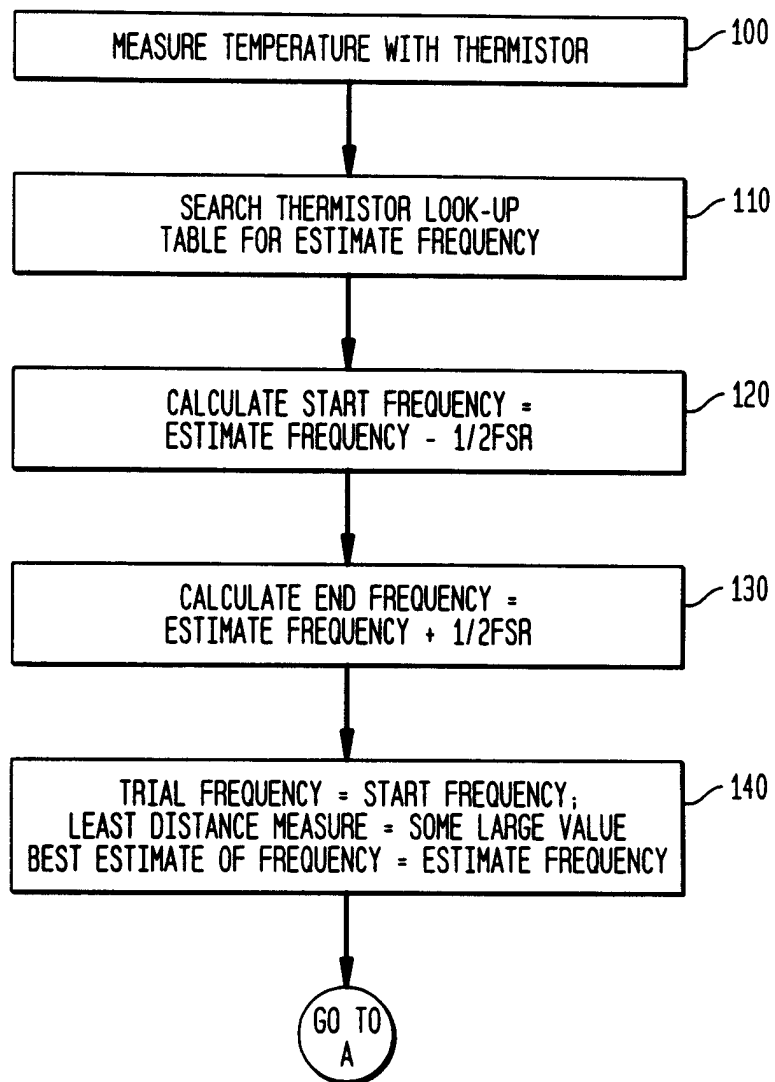 MEASURE TEMPERATURE WITH THERMISTOR
100
SEARCH THERMISTOR LOOK-UP
TABLE FOR ESTIMATE FREQUENCY
110
CALCULATE START FREQUENCY =
ESTIMATE FREQUENCY - 1/2FSR
120
CALCULATE END FREQUENCY =
ESTIMATE FREQUENCY + 1/2FSR
130
TRIAL FREQUENCY = START FREQUENCY;
LEAST DISTANCE MEASURE = SOME LARGE VALUE
BEST ESTIMATE OF FREQUENCY = ESTIMATE FREQUENCY
140
GO TO
A